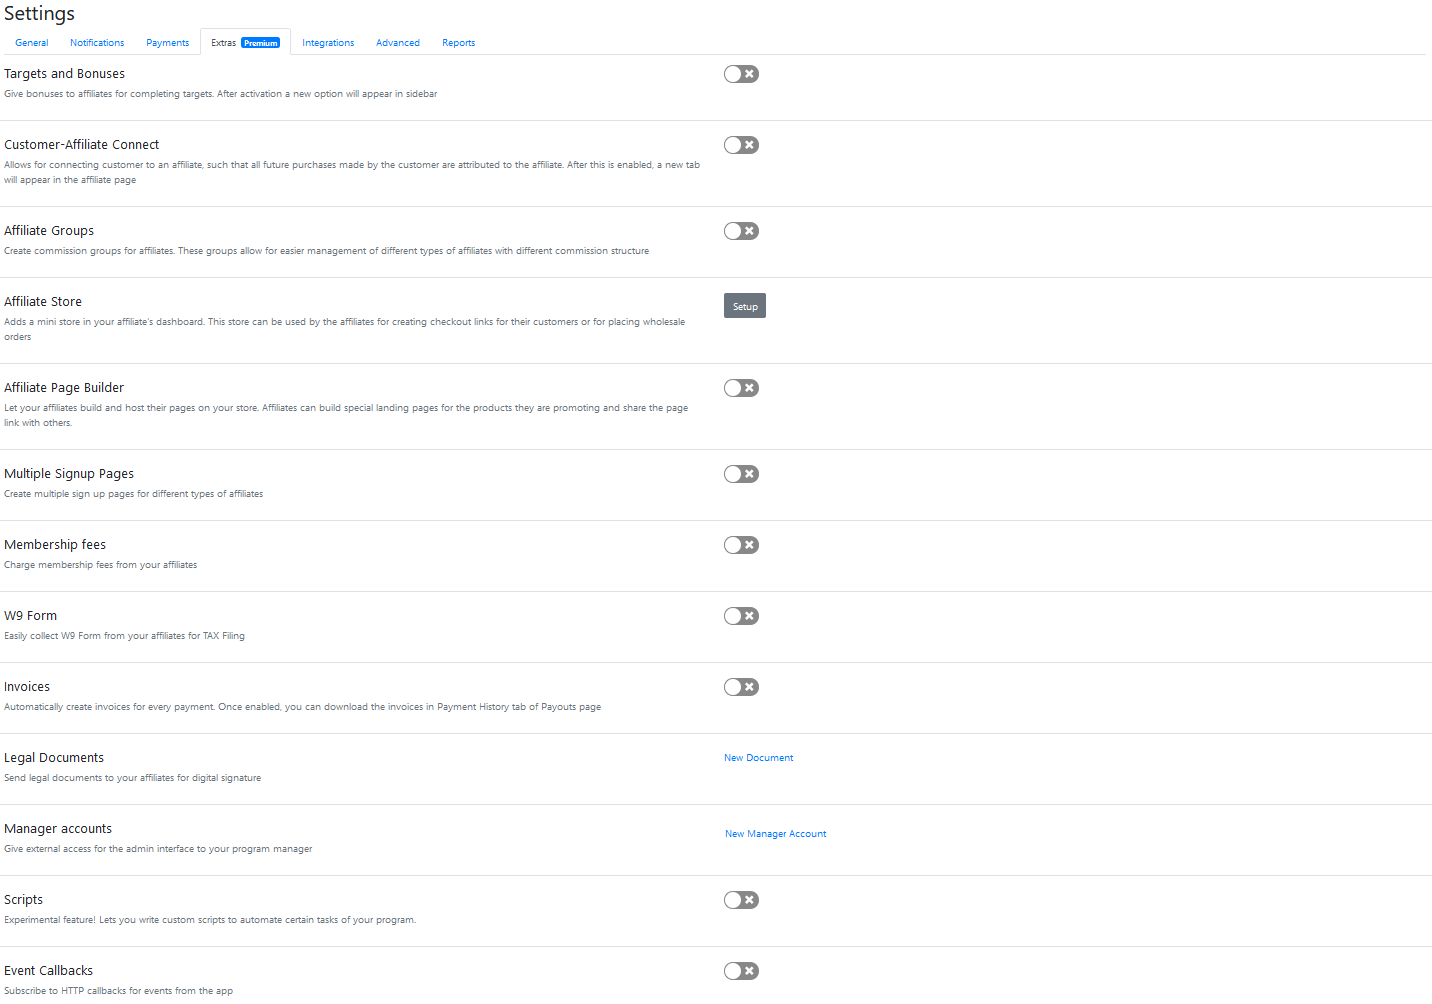 Settings
General Notifications Payments Extras Premium Integrations Advanced Reports
Targets and Bonuses
Give bonuses to affiliates for completing targets. After activation a new option will appear in sidebar
Customer-Affiliate Connect
Allows for connecting customer to an affiliate, such that all future purchases made by the customer are attributed to the affiliate. After this is enabled, a new tab
will appear in the affiliate page
Affiliate Groups
Create commission groups for affiliates. These groups allow for easier management of different types of affiliates with different commission structure
Affiliate Store
Setup
Adds a mini store in your affiliate's dashboard. This store can be used by the affiliates for creating checkout links for their customers or for placing wholesale
orders
Affiliate Page Builder
Let your affiliates build and host their pages on your store. Affiliates can build special landing pages for the products they are promoting and share the page
link with others.
Multiple Signup Pages
Create multiple sign up pages for different types of affiliates
Membership fees
Charge membership fees from your affiliates
W9 Form
Easily collect W9 Form from your affiliates for TAX Filing
Invoices
Automatically create invoices for every payment. Once enabled, you can download the invoices in Payment History tab of Payouts page
Legal Documents
New Document
Send legal documents to your affiliates for digital signature
Manager accounts
New Manager Account
Give external access for the admin interface to your program manager
Scripts
Experimental feature! Lets you write custom scripts to automate certain tasks of your program.
Event Callbacks
Subscribe to HTTP callbacks for events from the app